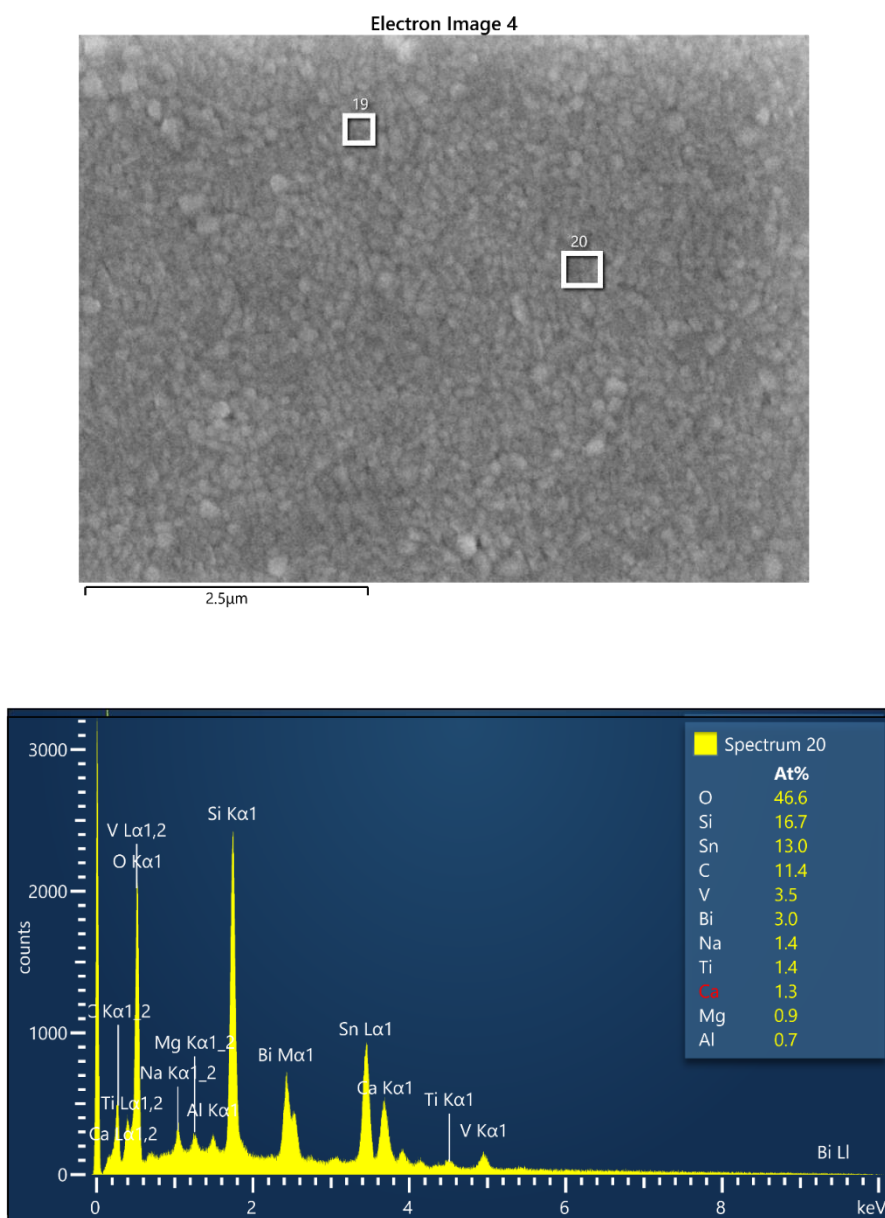 Electron Image 4
19
20
2.5µm
Spectrum 20
At%
O 46.6
Si 16.7
Sn 13.0
C 11.4
V 3.5
Bi 3.0
Na 1.4
Ti 1.4
Ca 1.3
Mg 0.9
Al 0.7
3000
2000
1000
0
counts
V Lα1,2
O Kα1
Si Kα1
C Kα1_2
Mg Kα1_2
Na Kα1_2
Ti Lα1,2
Al Kα1
Ca Lα1,2
Bi Mα1
Sn Lα1
Ca Kα1
Ti Kα1
V Kα1
Bi Ll
0 2 4 6 8 keV